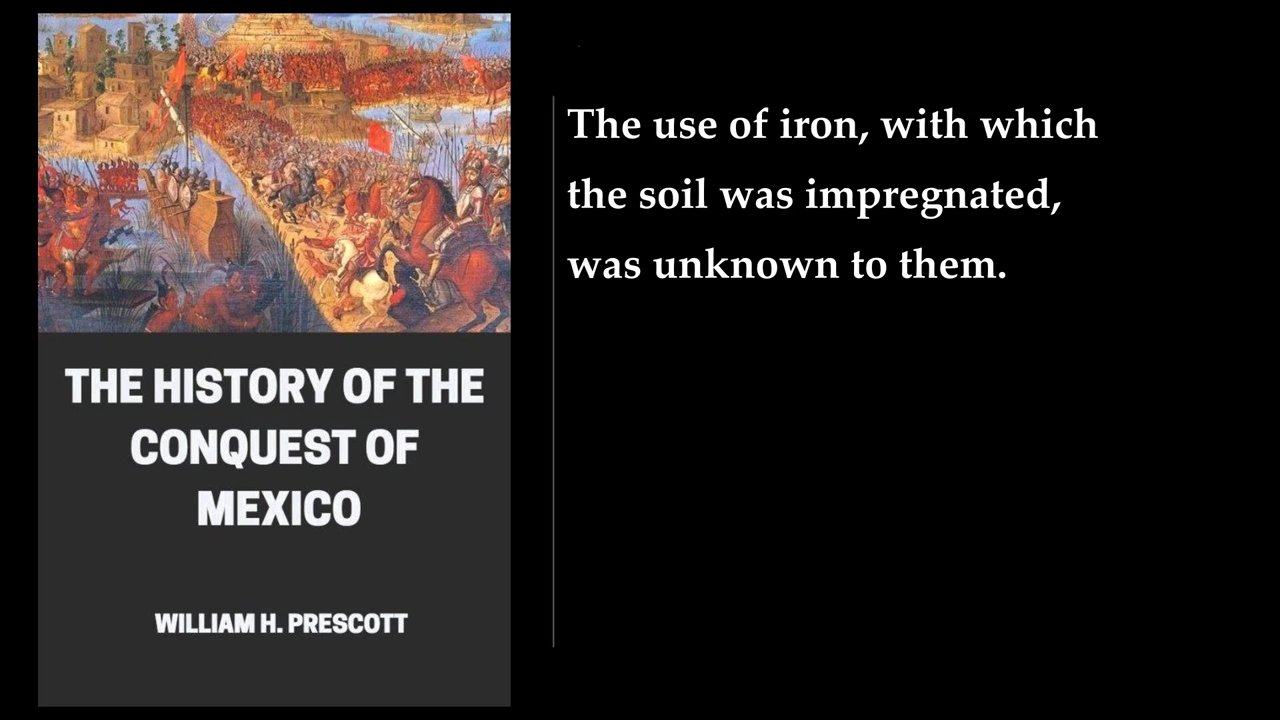 THE HISTORY OF THE
CONQUEST OF
MEXICO
WILLIAM H. PRESCOTT
The use of iron, with which
the soil was impregnated,
was unknown to them.